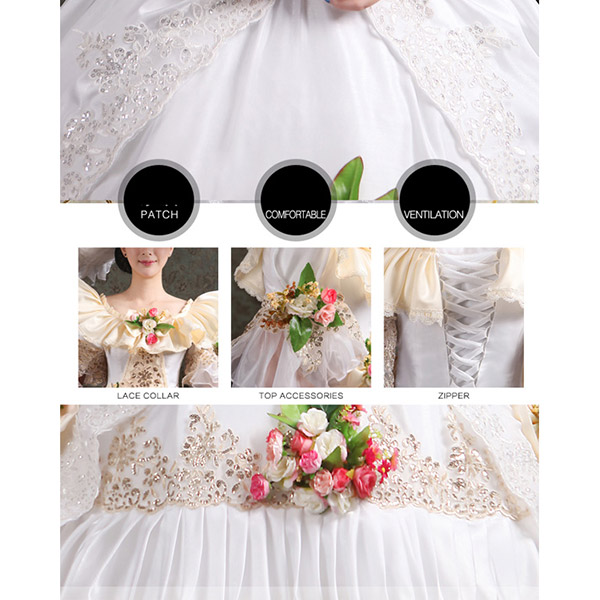 PATCH
COMFORTABLE
VENTILATION
LACE COLLAR
TOP ACCESSORIES
ZIPPER